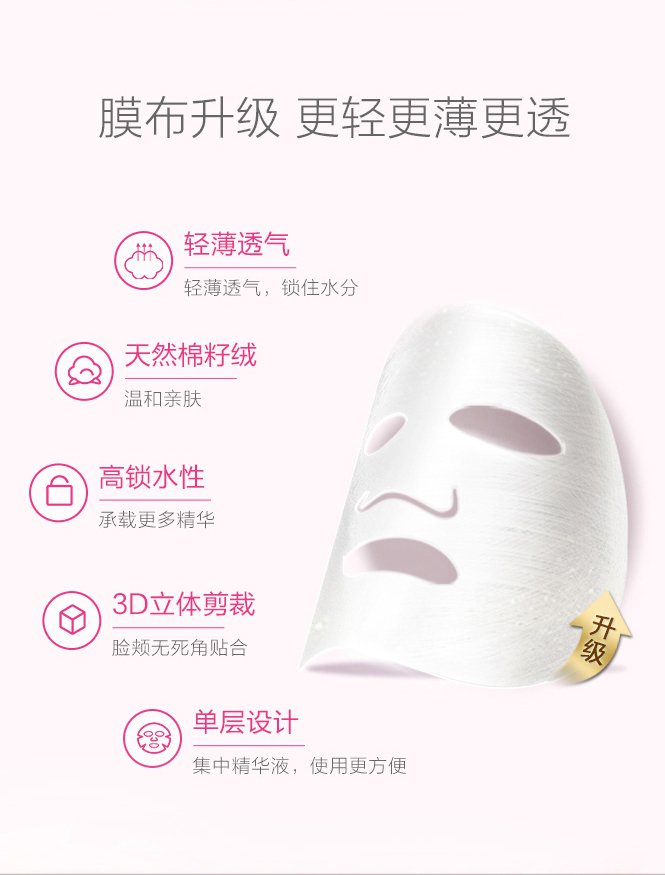 膜布升级 更轻更薄更透
轻薄透气
轻薄透气，锁住水分
天然棉籽绒
温和亲肤
高锁水性
承载更多精华
3D立体剪裁
脸颊无死角贴合
升
级
单层设计
集中精华液，使用更方便